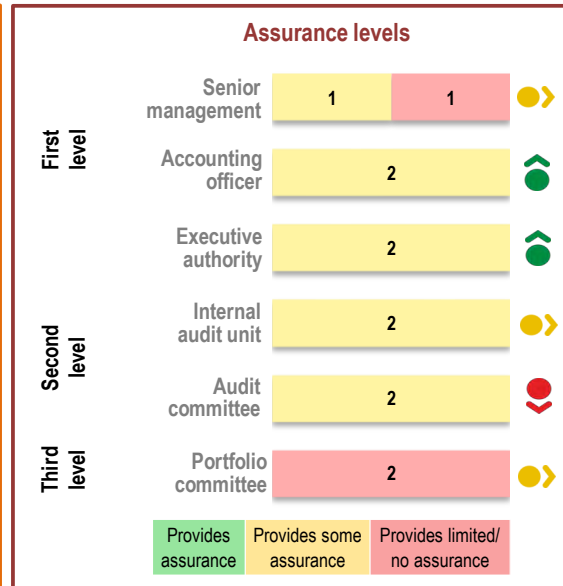 Assurance levels
First
level
Senior
management
1 1
Accounting
officer
2
Executive
authority
2
Second
level
Internal
audit unit
2
Audit
committee
2
Third
level
Portfolio
committee
2
Provides
assurance
Provides some
assurance
Provides limited/
no assurance